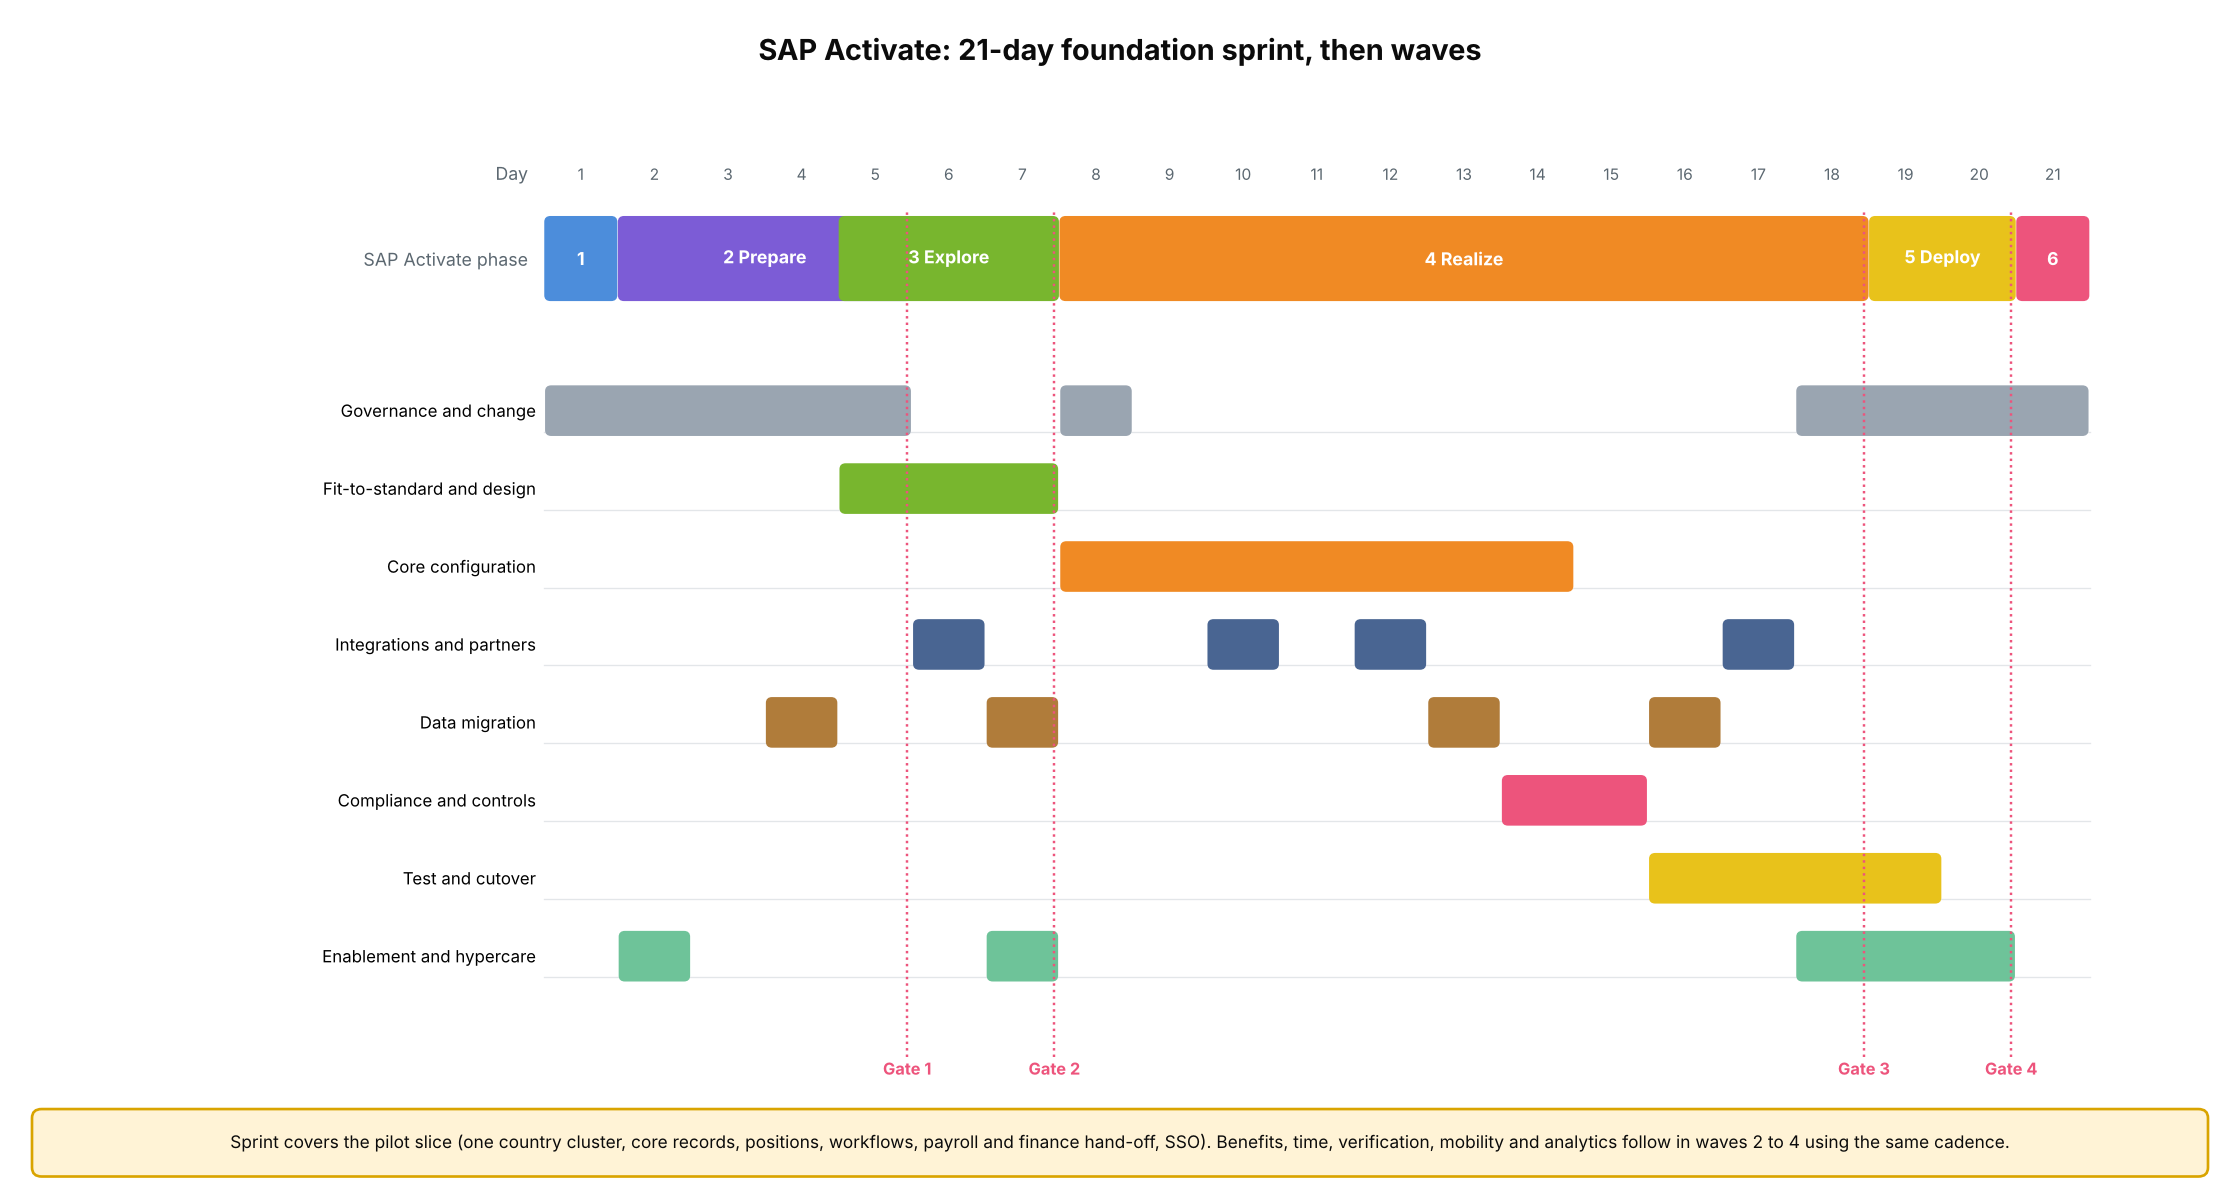 SAP Activate: 21-day foundation sprint, then waves
Day 1 2 3 4 5 6 7 8 9 10 11 12 13 14 15 16 17 18 19 20 21
SAP Activate phase 1 2 Prepare 3 Explore 4 Realize 5 Deploy 6
Governance and change
Fit-to-standard and design
Core configuration
Integrations and partners
Data migration
Compliance and controls
Test and cutover
Enablement and hypercare
Gate 1 Gate 2 Gate 3 Gate 4
Sprint covers the pilot slice (one country cluster, core records, positions, workflows, payroll and finance hand-off, SSO). Benefits, time, verification, mobility and analytics follow in waves 2 to 4 using the same cadence.